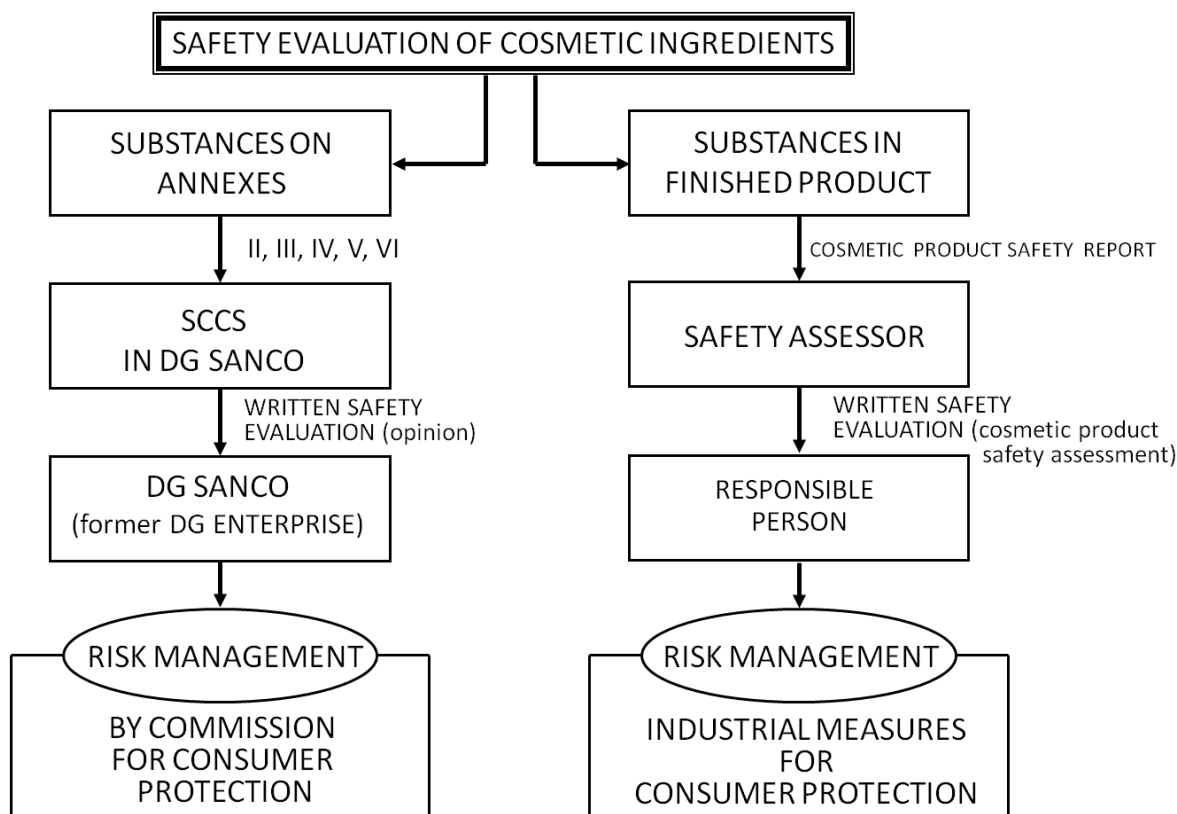 SAFETY EVALUATION OF COSMETIC INGREDIENTS
SUBSTANCES ON
ANNEXES
II, III, IV, V, VI
SCCS
IN DG SANCO
WRITTEN SAFETY
EVALUATION (opinion)
DG SANCO
(former DG ENTERPRISE)
RISK MANAGEMENT
BY COMMISSION
FOR CONSUMER
PROTECTION
SUBSTANCES IN
FINISHED PRODUCT
COSMETIC PRODUCT SAFETY REPORT
SAFETY ASSESSOR
WRITTEN SAFETY
EVALUATION (cosmetic product
safety assessment)
RESPONSIBLE
PERSON
RISK MANAGEMENT
INDUSTRIAL MEASURES
FOR
CONSUMER PROTECTION